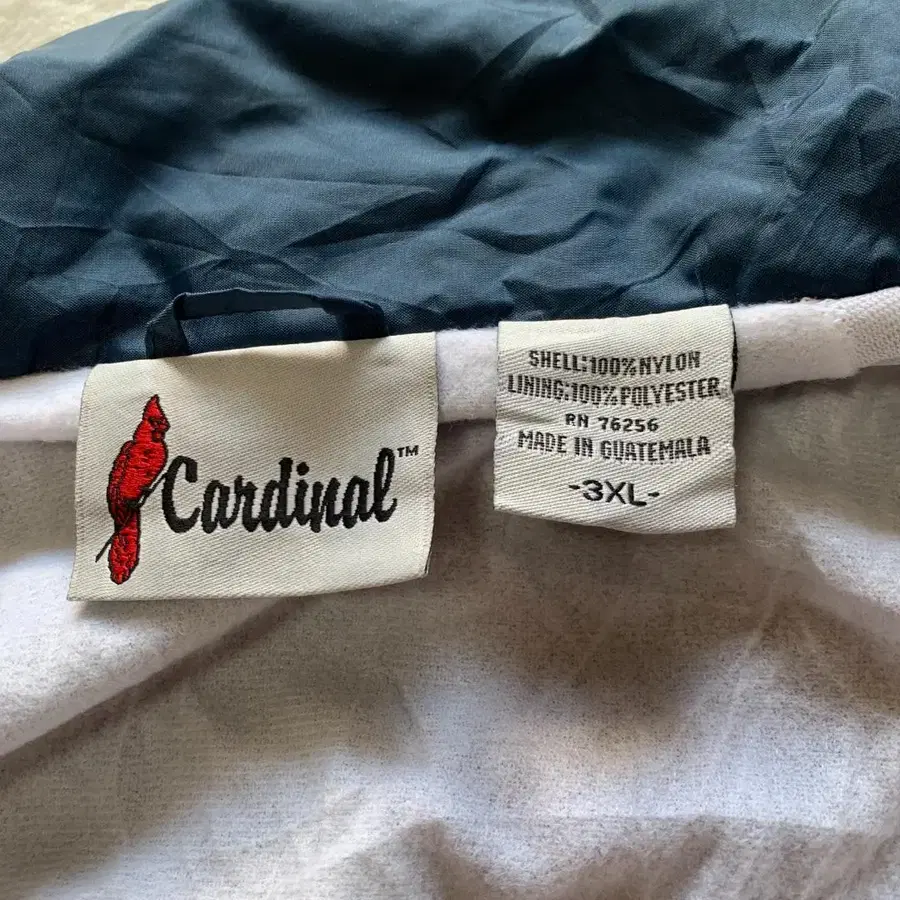 Cardinal™
SHELL:100%NYLON
LINING:100%POLYESTER
RN 76256
MADE IN GUATEMALA
-3XL-